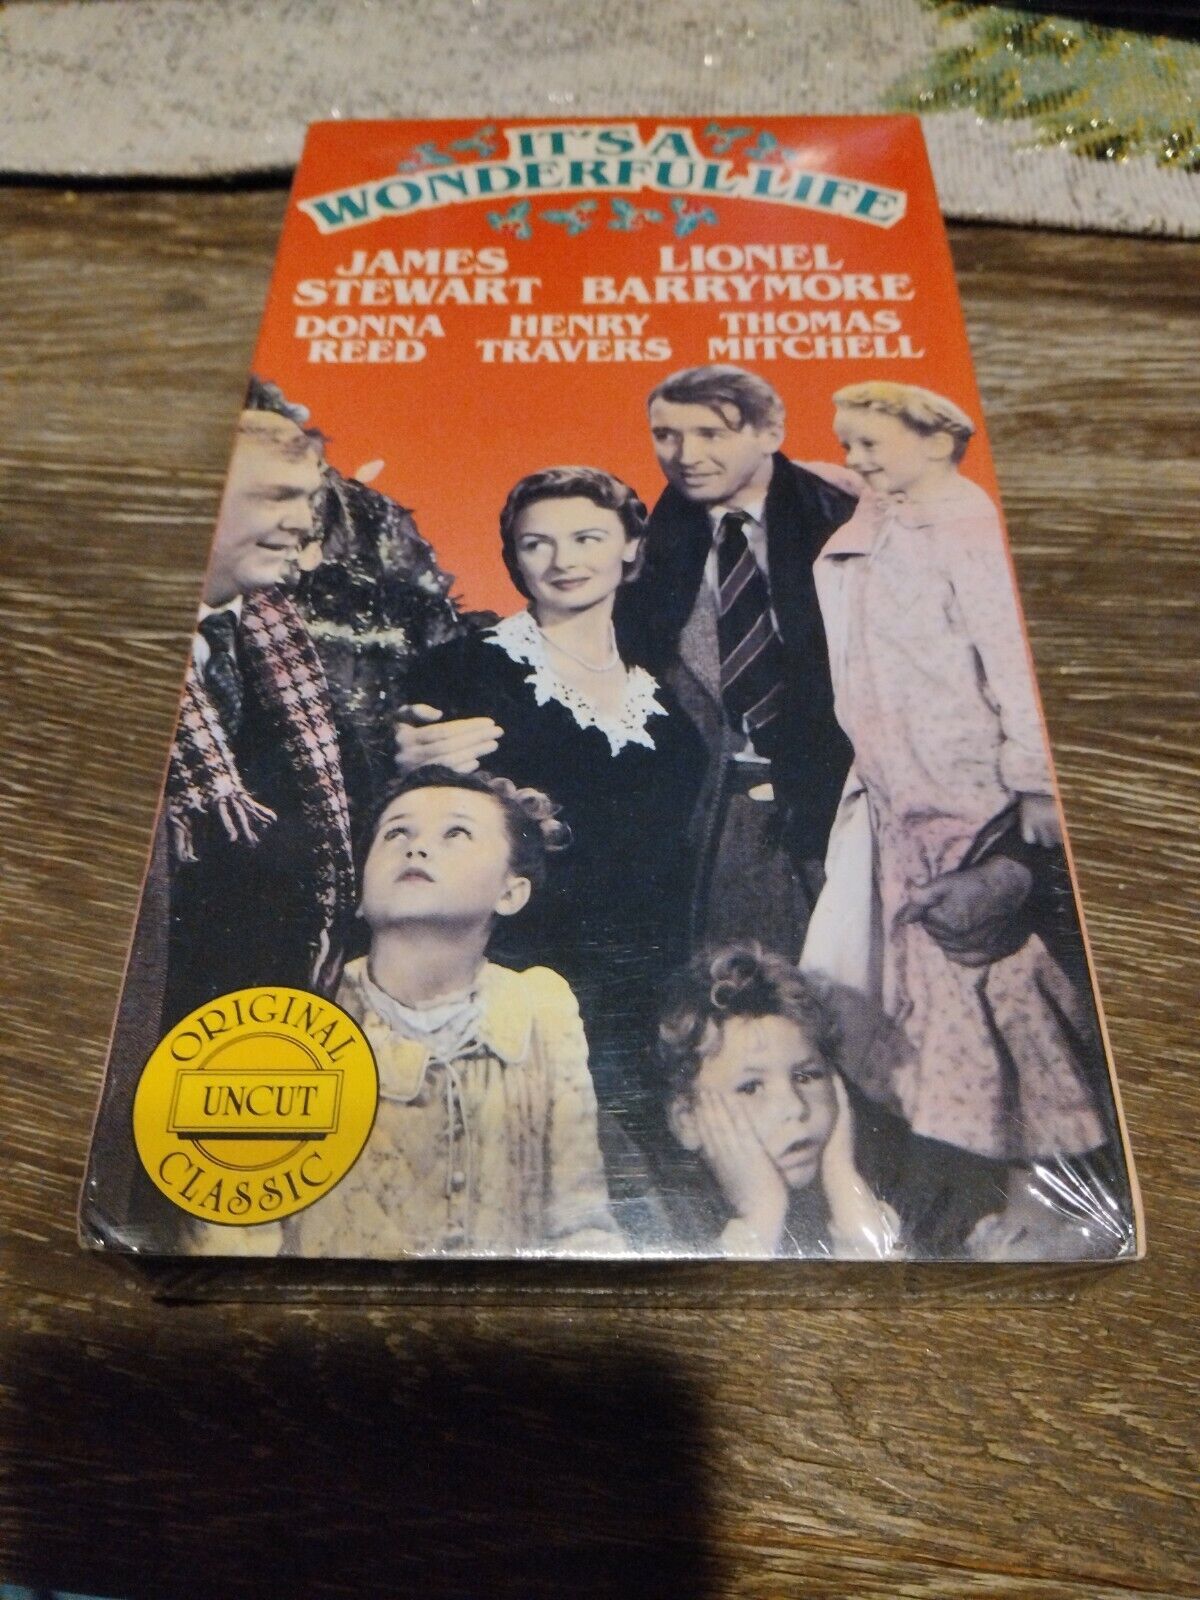 IT'S A
WONDERFUL LIFE
JAMES
STEWART
LIONEL
BARRYMORE
DONNA
REED
HENRY
TRAVERS
THOMAS
MITCHELL
ORIGINAL
UNCUT
CLASSIC